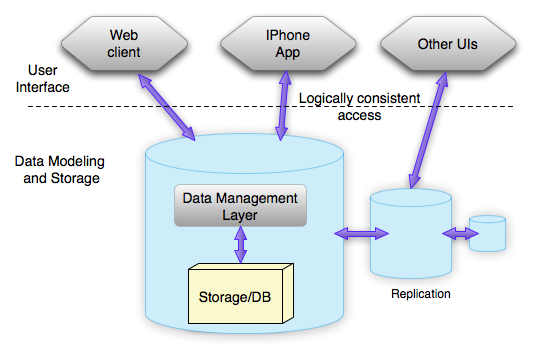 Web
client
IPhone
App
Other UIs
User
Interface
Logically consistent
access
Data Modeling
and Storage
Data Management
Layer
Storage/DB
Replication